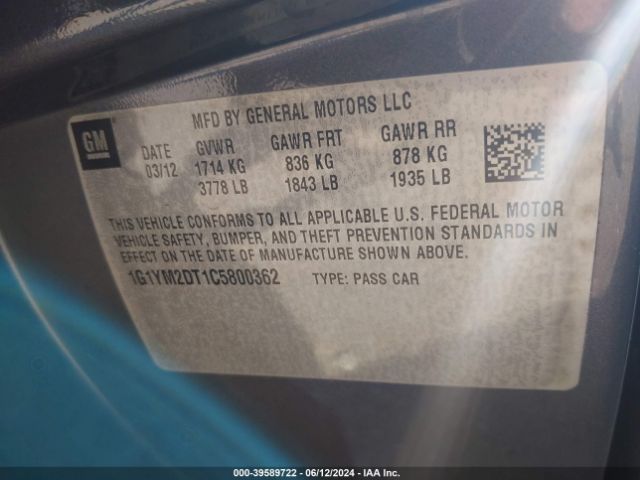 MFD BY GENERAL MOTORS LLC
GM
DATE GVWR GAWR FRT GAWR RR
03/12 1714 KG 836 KG 878 KG
3778 LB 1843 LB 1935 LB
THIS VEHICLE CONFORMS TO ALL APPLICABLE U.S. FEDERAL MOTOR
VEHICLE SAFETY, BUMPER, AND THEFT PREVENTION STANDARDS IN
EFFECT ON THE DATE OF MANUFACTURE SHOWN ABOVE.
1G1YM2DT1C5800362 TYPE: PASS CAR
000-39589722 - 06/12/2024 - IAA Inc.